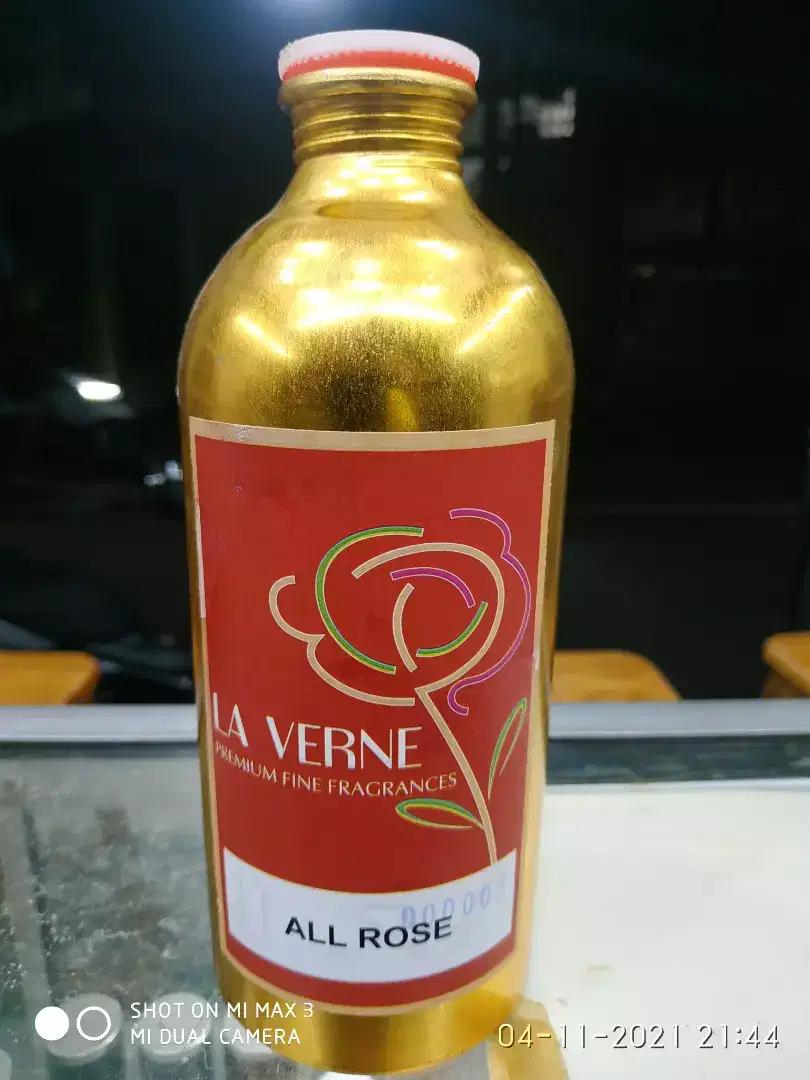 LA VERNE
PREMIUM FINE FRAGRANCES
ALL ROSE
SHOT ON MI MAX 3
MI DUAL CAMERA
04-11-2021 21:44